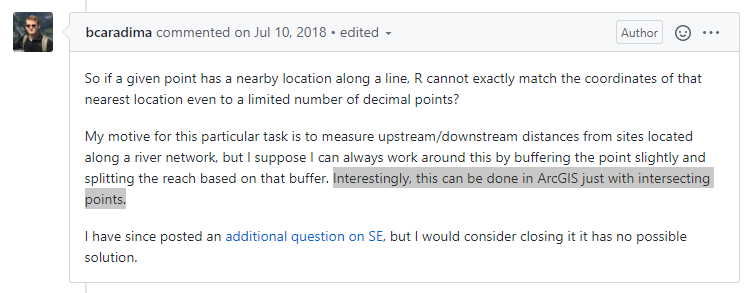 bcaradima commented on Jul 10, 2018 • edited
Author
So if a given point has a nearby location along a line, R cannot exactly match the coordinates of that
nearest location even to a limited number of decimal points?
My motive for this particular task is to measure upstream/downstream distances from sites located
along a river network, but I suppose I can always work around this by buffering the point slightly and
splitting the reach based on that buffer. Interestingly, this can be done in ArcGIS just with intersecting
points.
I have since posted an additional question on SE, but I would consider closing it it has no possible
solution.